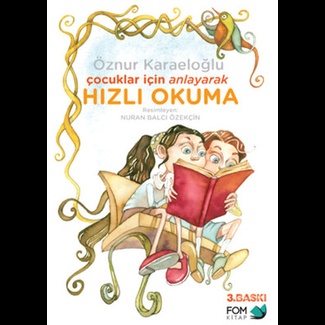 Öznur Karaeloğlu
çocuklar için anlayarak
HIZLI OKUMA
Resimleyen:
NURAN BALCI ÖZEKÇİN
3.BASKI
FOM
KİTAP